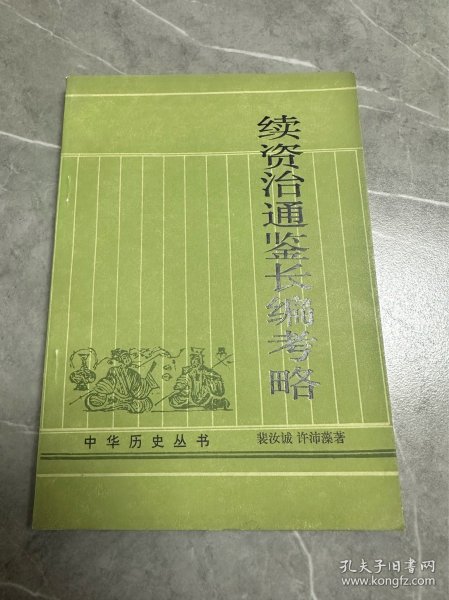 续资治通鉴长编考略
中华历史丛书
裴汝诚 许沛藻著
孔夫子旧书网
www.kongfz.com